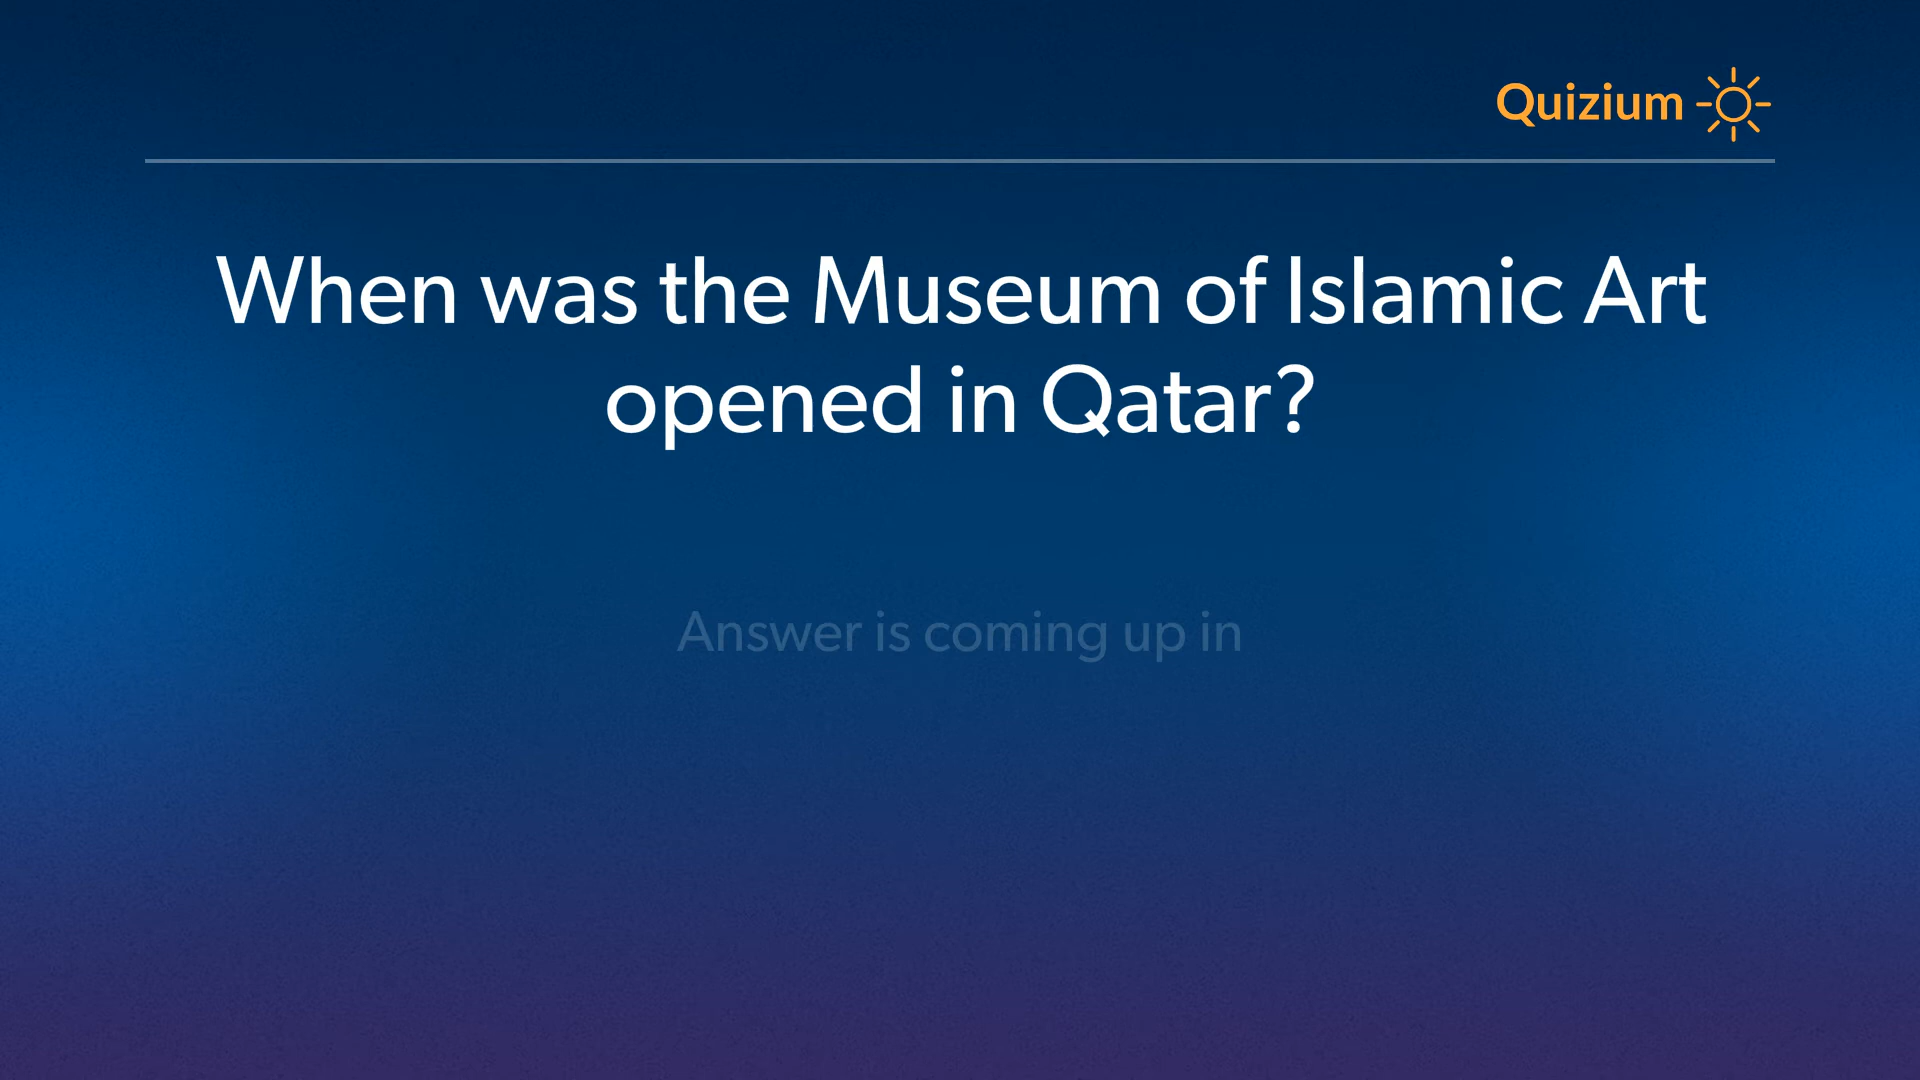 Quizium
When was the Museum of Islamic Art
opened in Qatar?
Answer is coming up in